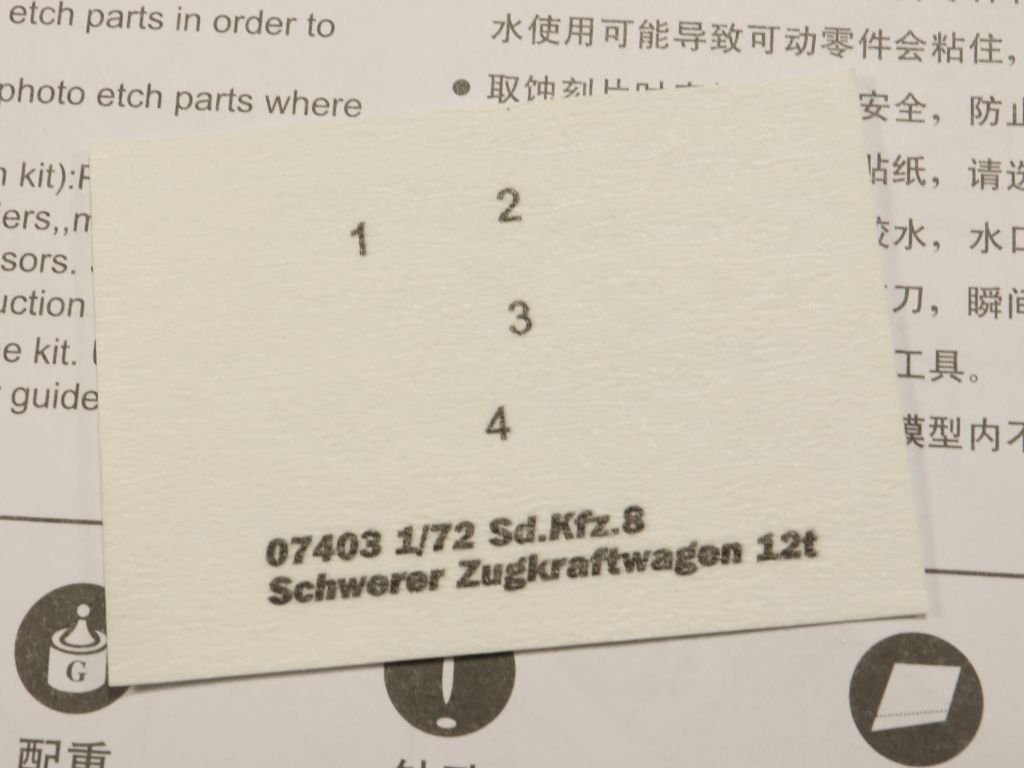 etch parts in order to
photo etch parts where
kit):
uction
e kit.
guide
水使用可能导致可动零件会粘住，
● 取蚀刻片时
安全，防止
贴纸，请选
胶水，水口
刀，瞬间
工具。
模型内不
1
2
3
4
07403 1/72 Sd.Kfz.8
Schwerer Zugkraftwagen 12t
G
配重